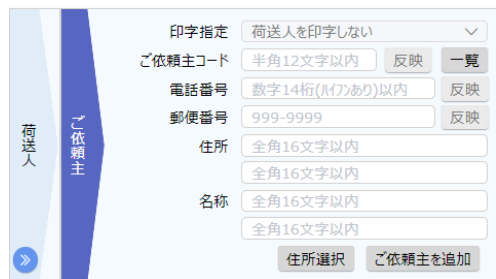 荷送人
ご依頼主
印字指定 荷送人を印字しない
ご依頼主コード 半角12文字以内 反映 一覧
電話番号 数字14桁(ﾊｲﾌﾝあり)以内 反映
郵便番号 999-9999 反映
住所 全角16文字以内
全角16文字以内
名称 全角16文字以内
全角16文字以内
住所選択 ご依頼主を追加